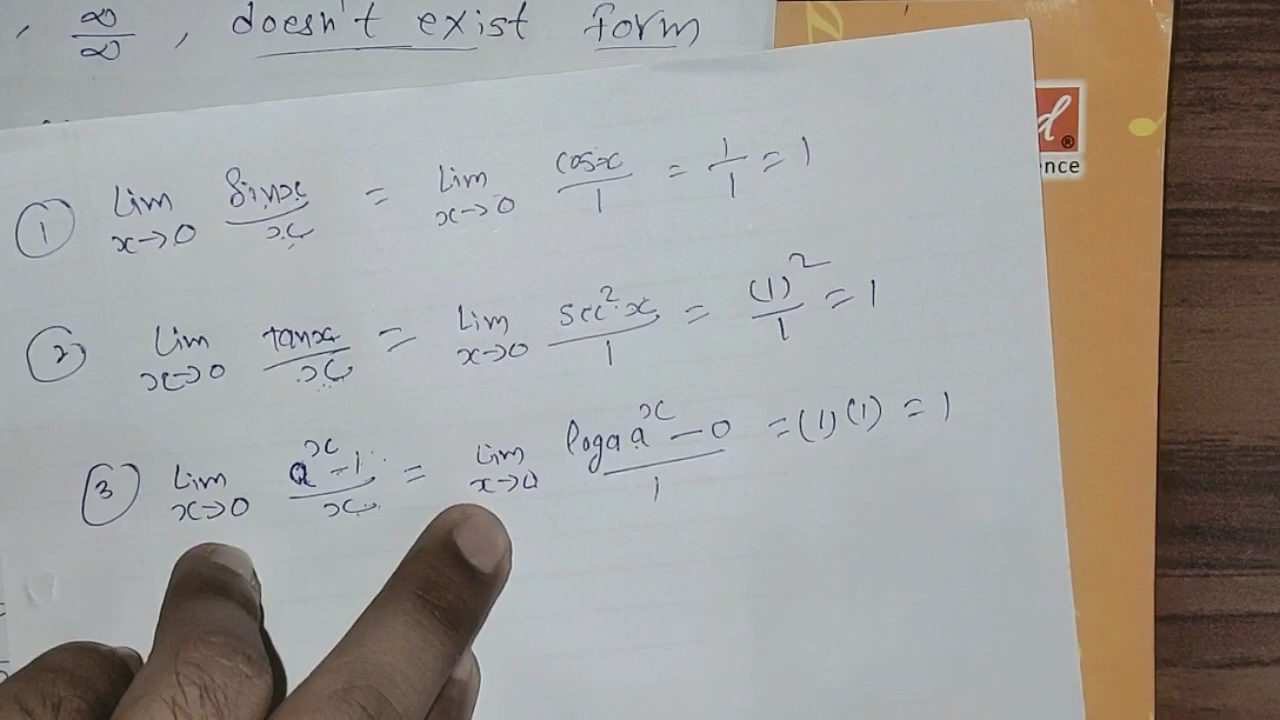 , ∞/∞ , doesn't exist form
① Lim x→0 sinx/x = Lim x→0 cosx/1 = 1/1 = 1
② Lim x→0 tanx/x = Lim x→0 sec²x/1 = (1)²/1 = 1
③ Lim x→0 aˣ-1/x = Lim x→0 loga aˣ-0/1 = (1)(1) = 1
d®
nce